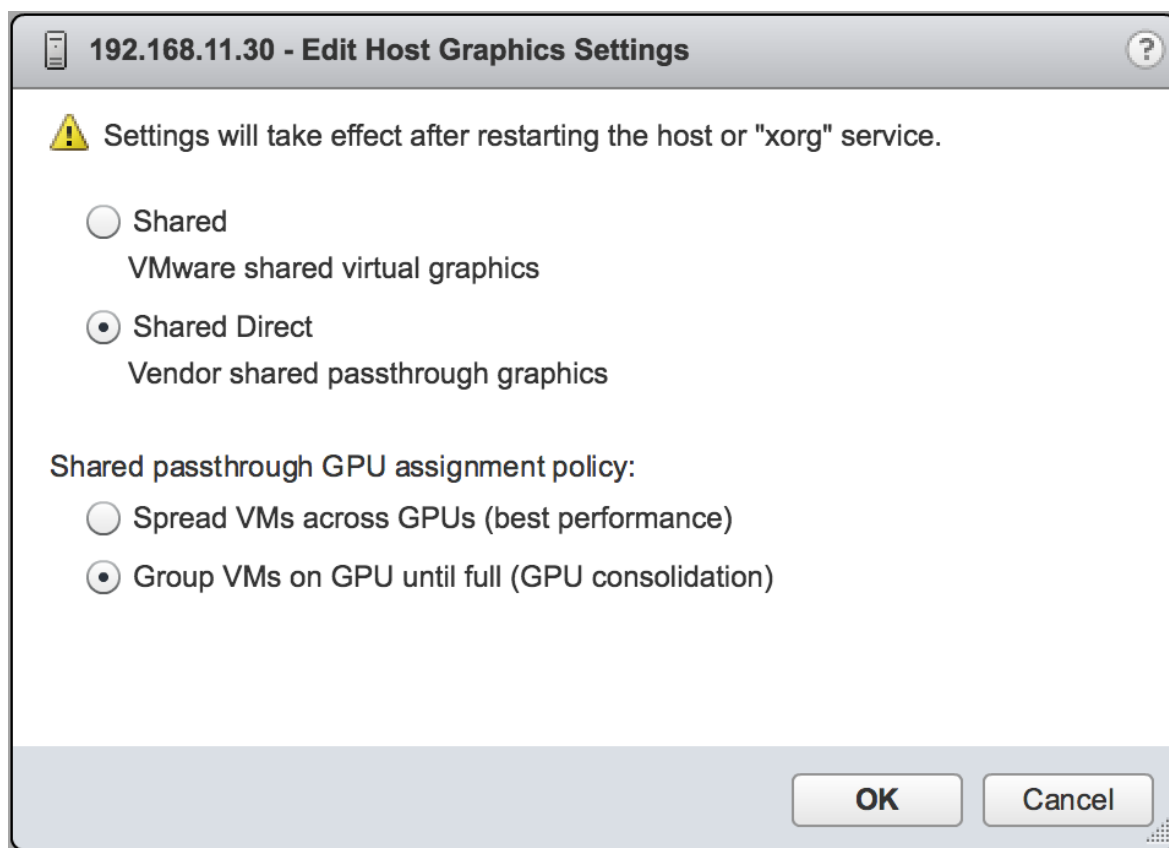 192.168.11.30 - Edit Host Graphics Settings
?
Settings will take effect after restarting the host or "xorg" service.
Shared
VMware shared virtual graphics
Shared Direct
Vendor shared passthrough graphics
Shared passthrough GPU assignment policy:
Spread VMs across GPUs (best performance)
Group VMs on GPU until full (GPU consolidation)
OK
Cancel